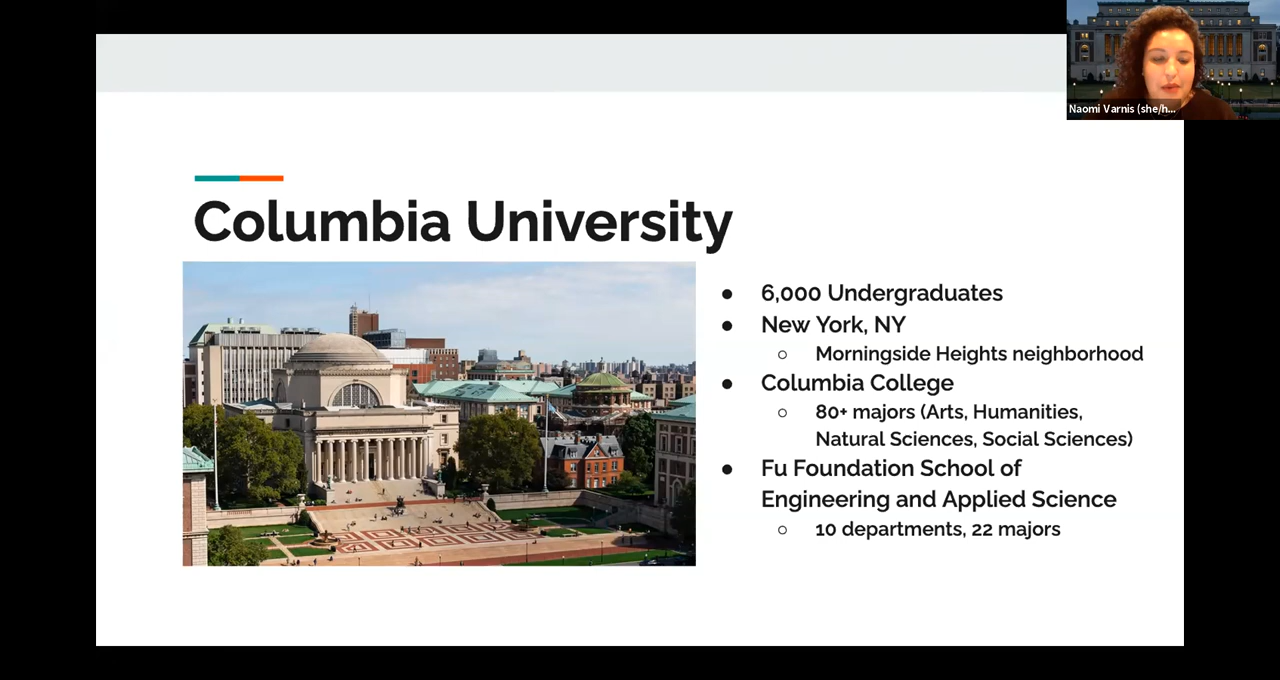 Naomi Varnis (she/h...
Columbia University
● 6,000 Undergraduates
● New York, NY
○ Morningside Heights neighborhood
● Columbia College
○ 80+ majors (Arts, Humanities,
Natural Sciences, Social Sciences)
● Fu Foundation School of
Engineering and Applied Science
○ 10 departments, 22 majors